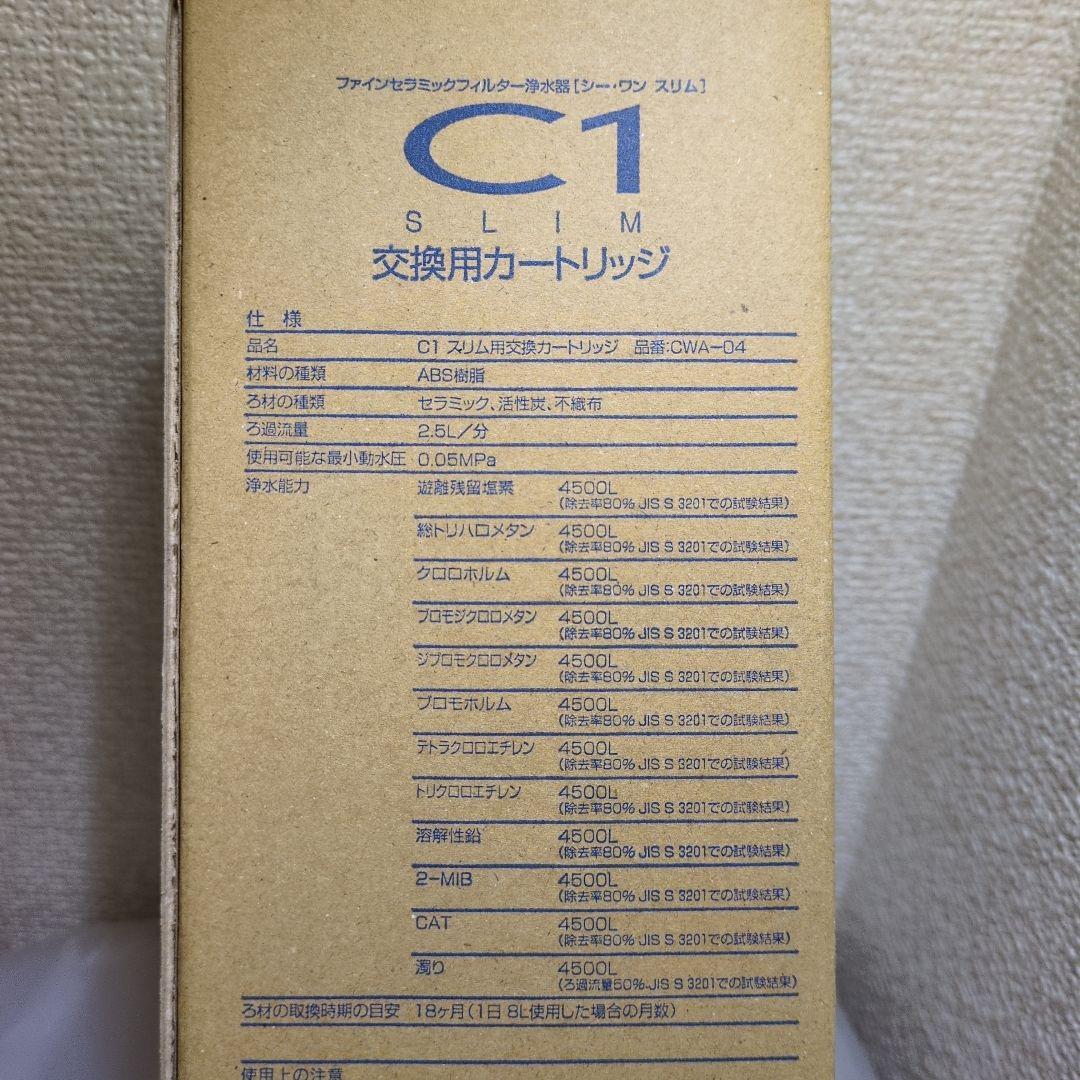 ファインセラミックフィルター浄水器[シー・ワン スリム]
C1
SLIM
交換用カートリッジ
仕 様
品名 C1 スリム用交換カートリッジ 品番:CWA-04
材料の種類 ABS樹脂
ろ材の種類 セラミック、活性炭、不織布
ろ過流量 2.5L/分
使用可能な最小動水圧 0.05MPa
浄水能力 遊離残留塩素 4500L
(除去率80% JIS S 3201での試験結果)
総トリハロメタン 4500L
(除去率80% JIS S 3201での試験結果)
クロロホルム 4500L
(除去率80% JIS S 3201での試験結果)
ブロモジクロロメタン 4500L
(除去率80% JIS S 3201での試験結果)
ジブロモクロロメタン 4500L
(除去率80% JIS S 3201での試験結果)
ブロモホルム 4500L
(除去率80% JIS S 3201での試験結果)
テトラクロロエチレン 4500L
(除去率80% JIS S 3201での試験結果)
トリクロロエチレン 4500L
(除去率80% JIS S 3201での試験結果)
溶解性鉛 4500L
(除去率80% JIS S 3201での試験結果)
2-MIB 4500L
(除去率80% JIS S 3201での試験結果)
CAT 4500L
(除去率80% JIS S 3201での試験結果)
濁り 4500L
(ろ過流量50% JIS S 3201での試験結果)
ろ材の取換時期の目安 18ヶ月(1日 8L使用した場合の月数)
使用上の注意